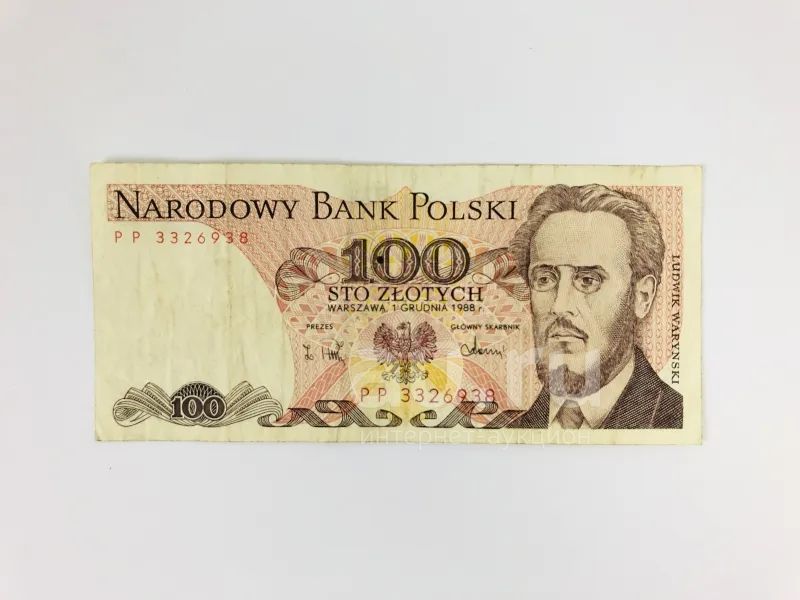 NARODOWY BANK POLSKI
PP 3326938
100
STO ZŁOTYCH
WARSZAWA, 1 GRUDNIA 1988 r.
PREZES
GŁÓWNY SKARBNIK
LUDWIK WARYŃSKI
PP 3326938
100
ru
интернет-аукцион